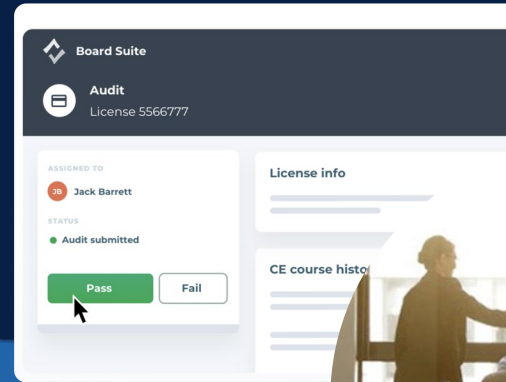 Board Suite
Audit
License 5566777
ASSIGNED TO
JB Jack Barrett
STATUS
Audit submitted
Pass
Fail
License info
CE course histo